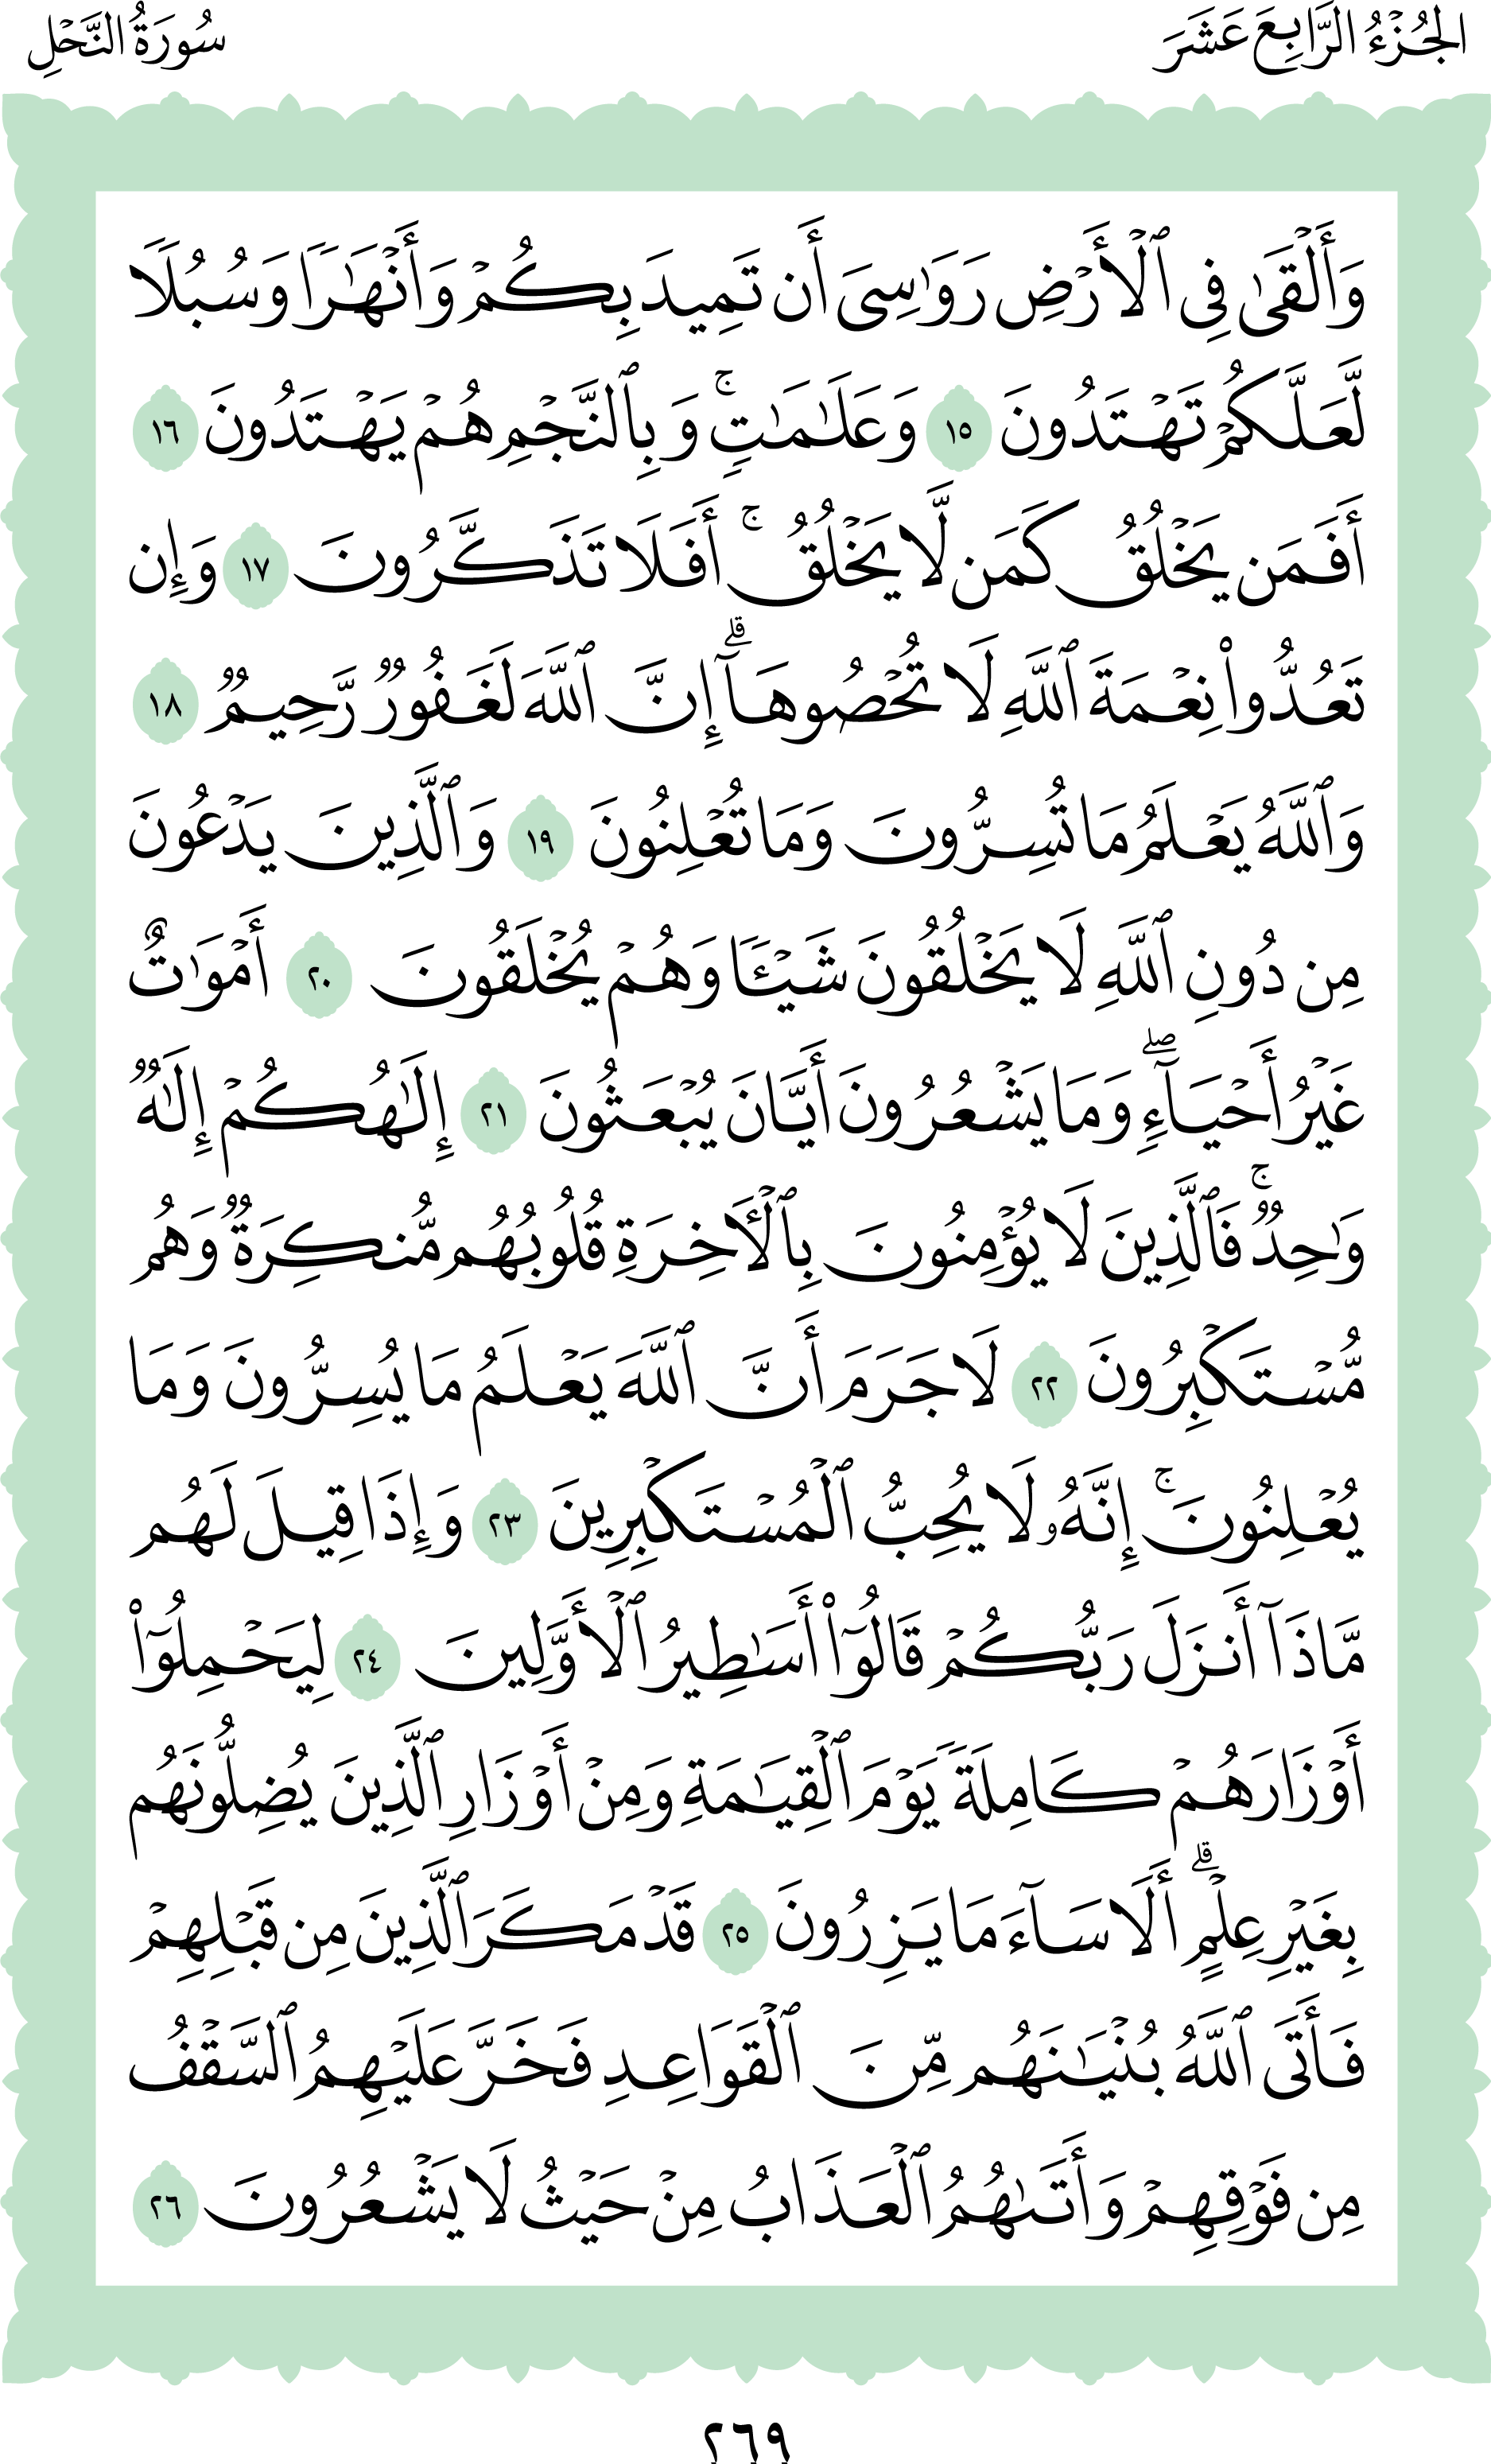 الجُزْءُ الرَّابِعَ عَشَرَ
سُورَةُ النَّحْلِ
وَأَلْقَىٰ فِي ٱلْأَرْضِ رَوَٰسِيَ أَن تَمِيدَ بِكُمْ وَأَنْهَٰرًا وَسُبُلًا
لَّعَلَّكُمْ تَهْتَدُونَ ١٥ وَعَلَٰمَٰتٍۚ وَبِٱلنَّجْمِ هُمْ يَهْتَدُونَ ١٦
أَفَمَن يَخْلُقُ كَمَن لَّا يَخْلُقُۚ أَفَلَا تَذَكَّرُونَ ١٧ وَإِن
تَعُدُّوا۟ نِعْمَةَ ٱللَّهِ لَا تُحْصُوهَآۗ إِنَّ ٱللَّهَ لَغَفُورٌ رَّحِيمٌ ١٨
وَٱللَّهُ يَعْلَمُ مَا تُسِرُّونَ وَمَا تُعْلِنُونَ ١٩ وَٱلَّذِينَ يَدْعُونَ
مِن دُونِ ٱللَّهِ لَا يَخْلُقُونَ شَيْـًٔا وَهُمْ يُخْلَقُونَ ٢٠ أَمْوَٰتٌ
غَيْرُ أَحْيَآءٍۖ وَمَا يَشْعُرُونَ أَيَّانَ يُبْعَثُونَ ٢١ إِلَٰهُكُمْ إِلَٰهٌ
وَٰحِدٌۚ فَٱلَّذِينَ لَا يُؤْمِنُونَ بِٱلْـَٔاخِرَةِ قُلُوبُهُم مُّنكِرَةٌ وَهُم
مُّسْتَكْبِرُونَ ٢٢ لَا جَرَمَ أَنَّ ٱللَّهَ يَعْلَمُ مَا يُسِرُّونَ وَمَا
يُعْلِنُونَۚ إِنَّهُۥ لَا يُحِبُّ ٱلْمُسْتَكْبِرِينَ ٢٣ وَإِذَا قِيلَ لَهُم
مَّاذَآ أَنزَلَ رَبُّكُمْ قَالُوٓا۟ أَسَٰطِيرُ ٱلْأَوَّلِينَ ٢٤ لِيَحْمِلُوٓا۟
أَوْزَارَهُمْ كَامِلَةً يَوْمَ ٱلْقِيَٰمَةِ وَمِنْ أَوْزَارِ ٱلَّذِينَ يُضِلُّونَهُم
بِغَيْرِ عِلْمٍۗ أَلَا سَآءَ مَا يَزِرُونَ ٢٥ قَدْ مَكَرَ ٱلَّذِينَ مِن قَبْلِهِمْ
فَأَتَى ٱللَّهُ بُنْيَٰنَهُم مِّنَ ٱلْقَوَاعِدِ فَخَرَّ عَلَيْهِمُ ٱلسَّقْفُ
مِن فَوْقِهِمْ وَأَتَىٰهُمُ ٱلْعَذَابُ مِنْ حَيْثُ لَا يَشْعُرُونَ ٢٦
٢٦٩